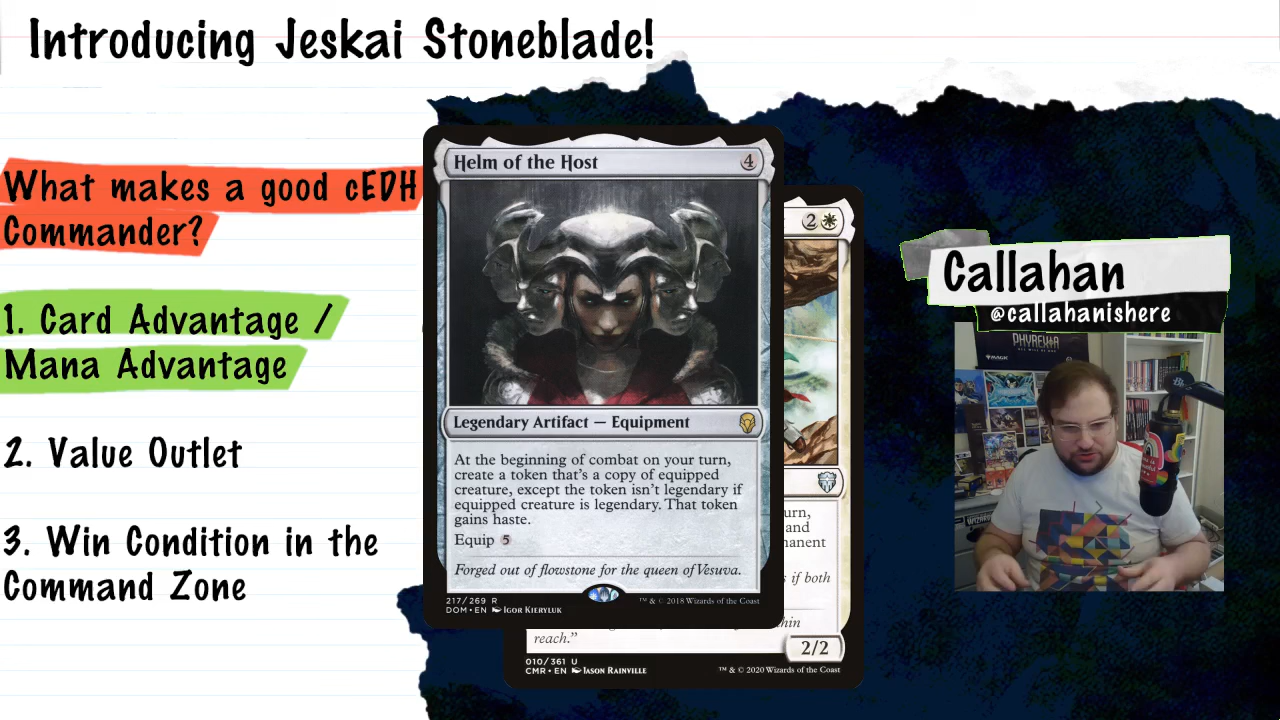 Introducing Jeskai Stoneblade!
What makes a good cEDH
Commander?
1. Card Advantage /
Mana Advantage
2. Value Outlet
3. Win Condition in the
Command Zone
Helm of the Host 4
Legendary Artifact — Equipment
At the beginning of combat on your turn,
create a token that's a copy of equipped
creature, except the token isn't legendary if
equipped creature is legendary. That token
gains haste.
Equip 5
Forged out of flowstone for the queen of Vesuva.
217/269 R
DOM • EN Igor Kieryluk
™ & © 2018 Wizards of the Coast
2
and
if both
reach.”
2/2
010/361 U
CMR • EN Jason Rainville
™ & © 2020 Wizards of the Coast
Callahan
@callahanishere
PHYREXIA
MAGIC